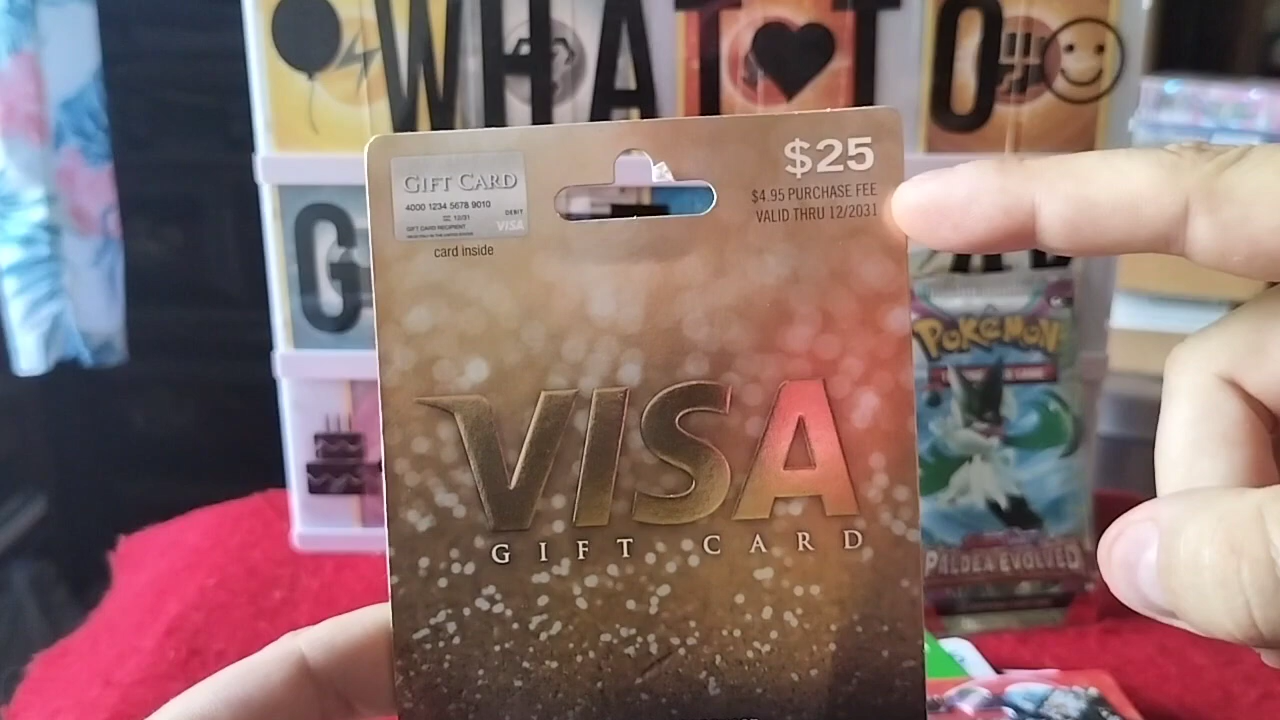 WHAT TO
G
$25
$4.95 PURCHASE FEE
VALID THRU 12/2031
GIFT CARD
4000 1234 5678 9010
12/31
DEBIT
GIFT CARD RECIPIENT
VISA
card inside
VISA
GIFT CARD
POKÉMON
PALDEA EVOLVED